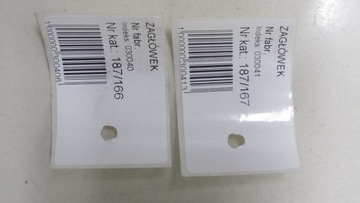 ZAGŁÓWEK
Nr fabr.
Indeks 030040
Nr kat.: 187/166
ZAGŁÓWEK
Nr fabr.
Indeks 030041
Nr kat.: 187/167